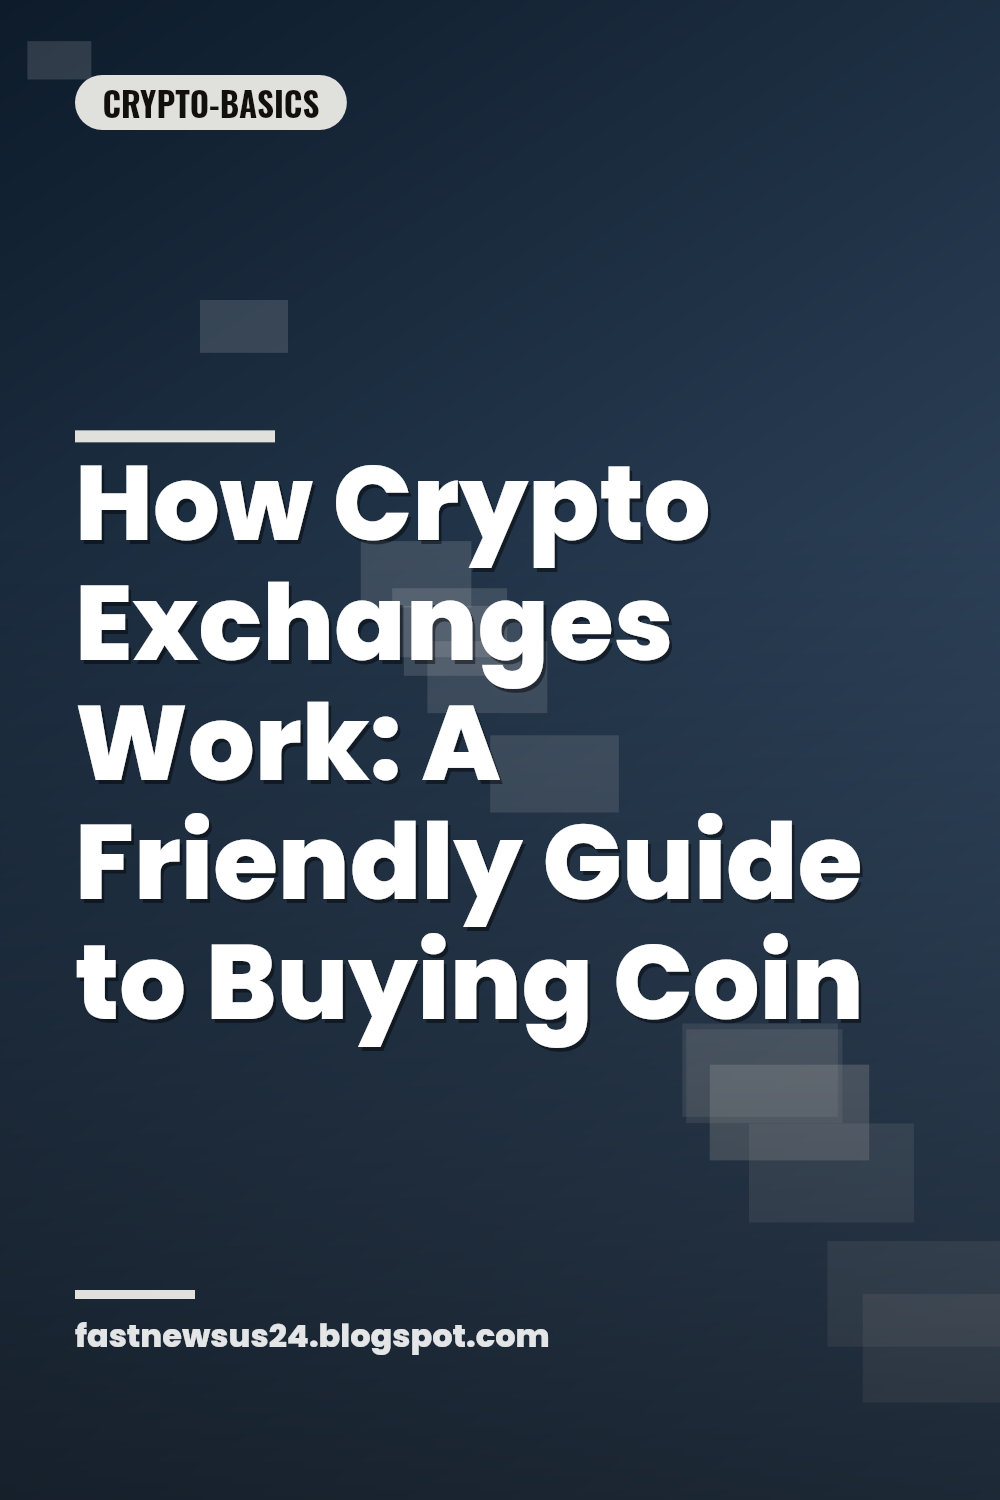 CRYPTO-BASICS
How Crypto
Exchanges
Work: A
Friendly Guide
to Buying Coin
fastnewsus24.blogspot.com